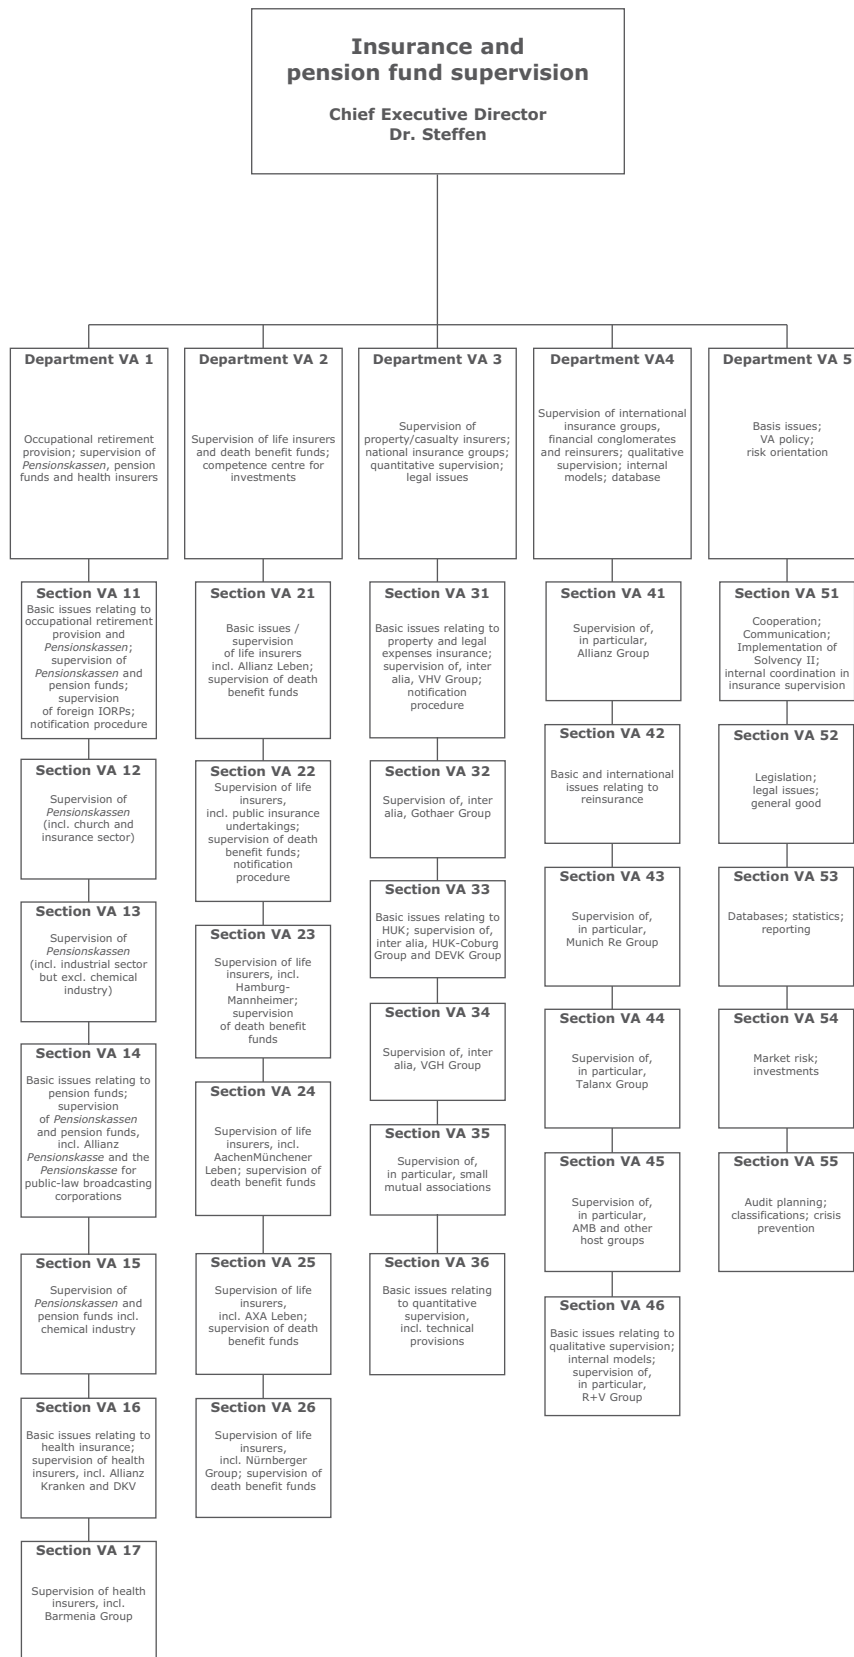 Insurance and
pension fund supervision
Chief Executive Director
Dr. Steffen
Department VA 1
Occupational retirement
provision; supervision of
Pensionskassen, pension
funds and health insurers
Section VA 11
Basic issues relating to
occupational retirement
provision and
Pensionskassen;
supervision of
Pensionskassen and
pension funds;
supervision
of foreign IORPs;
notification procedure
Section VA 12
Supervision of
Pensionskassen
(incl. church and
insurance sector)
Section VA 13
Supervision of
Pensionskassen
(incl. industrial sector
but excl. chemical
industry)
Section VA 14
Basic issues relating to
pension funds;
supervision
of Pensionskassen
and pension funds,
incl. Allianz
Pensionskasse and the
Pensionskasse for
public-law broadcasting
corporations
Section VA 15
Supervision of
Pensionskassen and
pension funds incl.
chemical industry
Section VA 16
Basic issues relating to
health insurance;
supervision of health
insurers, incl. Allianz
Kranken and DKV
Section VA 17
Supervision of health
insurers, incl.
Barmenia Group
Department VA 2
Supervision of life insurers
and death benefit funds;
competence centre for
investments
Section VA 21
Basic issues /
supervision
of life insurers
incl. Allianz Leben;
supervision of death
benefit funds
Section VA 22
Supervision of life
insurers,
incl. public insurance
undertakings;
supervision of death
benefit funds;
notification
procedure
Section VA 23
Supervision of life
insurers, incl.
Hamburg-
Mannheimer;
supervision
of death benefit
funds
Section VA 24
Supervision of life
insurers, incl.
AachenMünchener
Leben; supervision of
death benefit funds
Section VA 25
Supervision of life
insurers,
incl. AXA Leben;
supervision of death
benefit funds
Section VA 26
Supervision of life
insurers,
incl. Nürnberger
Group; supervision of
death benefit funds
Department VA 3
Supervision of
property/casualty insurers;
national insurance groups;
quantitative supervision;
legal issues
Section VA 31
Basic issues relating to
property and legal
expenses insurance;
supervision of, inter
alia, VHV Group;
notification
procedure
Section VA 32
Supervision of, inter
alia, Gothaer Group
Section VA 33
Basic issues relating to
HUK; supervision of,
inter alia, HUK-Coburg
Group and DEVK Group
Section VA 34
Supervision of, inter
alia, VGH Group
Section VA 35
Supervision of,
in particular, small
mutual associations
Section VA 36
Basic issues relating
to quantitative
supervision,
incl. technical
provisions
Department VA4
Supervision of international
insurance groups,
financial conglomerates
and reinsurers; qualitative
supervision; internal
models; database
Section VA 41
Supervision of,
in particular,
Allianz Group
Section VA 42
Basic and international
issues relating to
reinsurance
Section VA 43
Supervision of,
in particular,
Munich Re Group
Section VA 44
Supervision of,
in particular,
Talanx Group
Section VA 45
Supervision of,
in particular,
AMB and other
host groups
Section VA 46
Basic issues relating to
qualitative supervision;
internal models;
supervision of,
in particular,
R+V Group
Department VA 5
Basis issues;
VA policy;
risk orientation
Section VA 51
Cooperation;
Communication;
Implementation of
Solvency II;
internal coordination in
insurance supervision
Section VA 52
Legislation;
legal issues;
general good
Section VA 53
Databases; statistics;
reporting
Section VA 54
Market risk;
investments
Section VA 55
Audit planning;
classifications; crisis
prevention